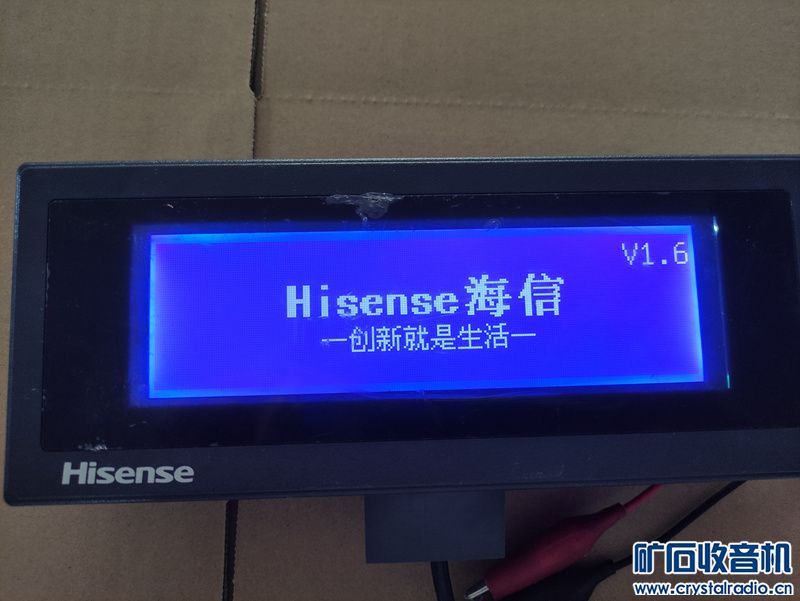 V1.6
Hisense海信
—创新就是生活—
Hisense
矿石收音机
www.crystalradio.cn